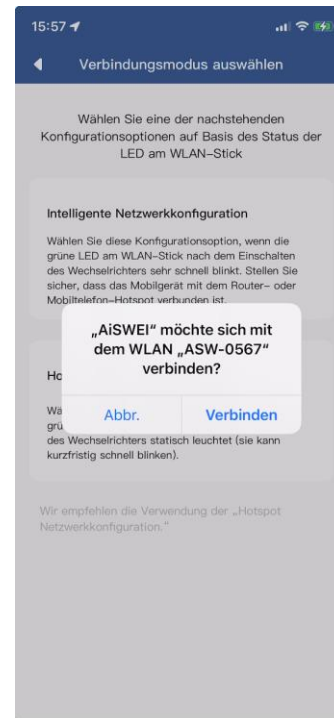 15:57
Verbindungsmodus auswählen
Wählen Sie eine der nachstehenden
Konfigurationsoptionen auf Basis des Status der
LED am WLAN-Stick
Intelligente Netzwerkkonfiguration
Wählen Sie diese Konfigurationsoption, wenn die
grüne LED am WLAN-Stick nach dem Einschalten
des Wechselrichters sehr schnell blinkt. Stellen Sie
sicher, dass das Mobilgerät mit dem Router- oder
Mobiltelefon-Hotspot verbunden ist.
„AiSWEI" möchte sich mit
dem WLAN „ASW-0567"
verbinden?
Abbr. Verbinden
des Wechselrichters statisch leuchtet (sie kann
kurzfristig schnell blinken).
Wir empfehlen die Verwendung der „Hotspot
Netzwerkkonfiguration."